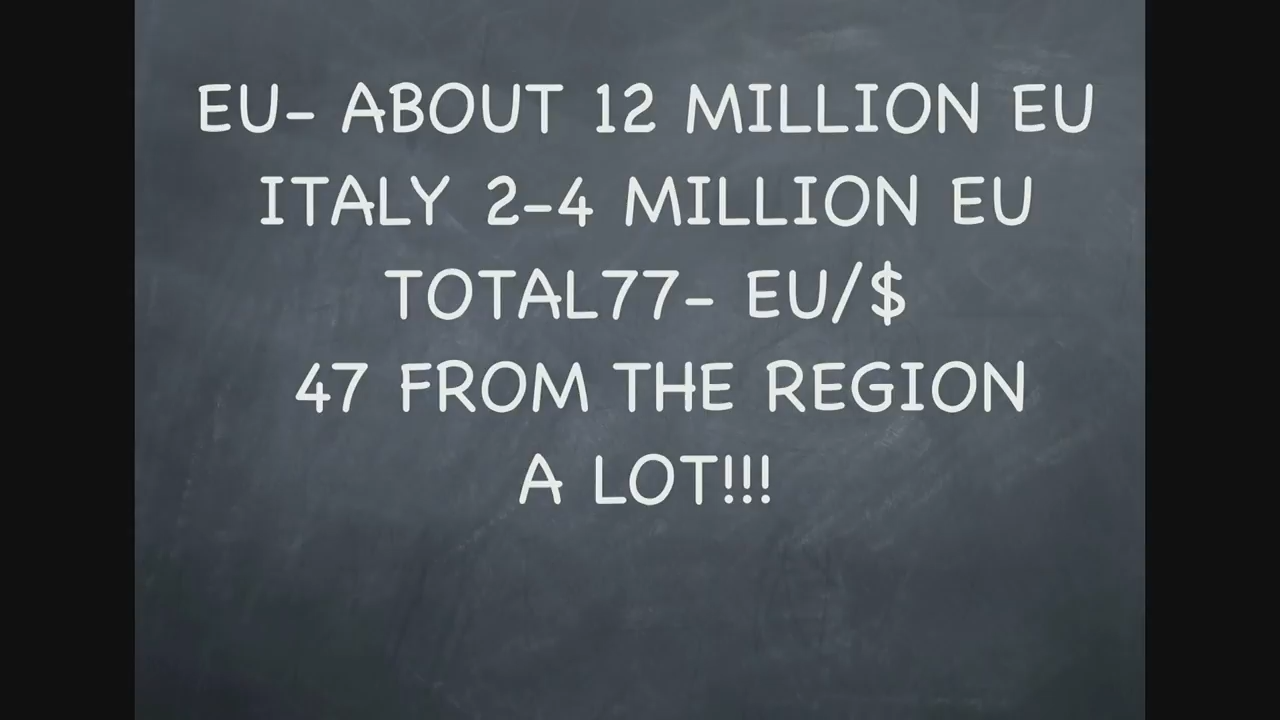 EU- ABOUT 12 MILLION EU
ITALY 2-4 MILLION EU
TOTAL77- EU/$
47 FROM THE REGION
A LOT!!!